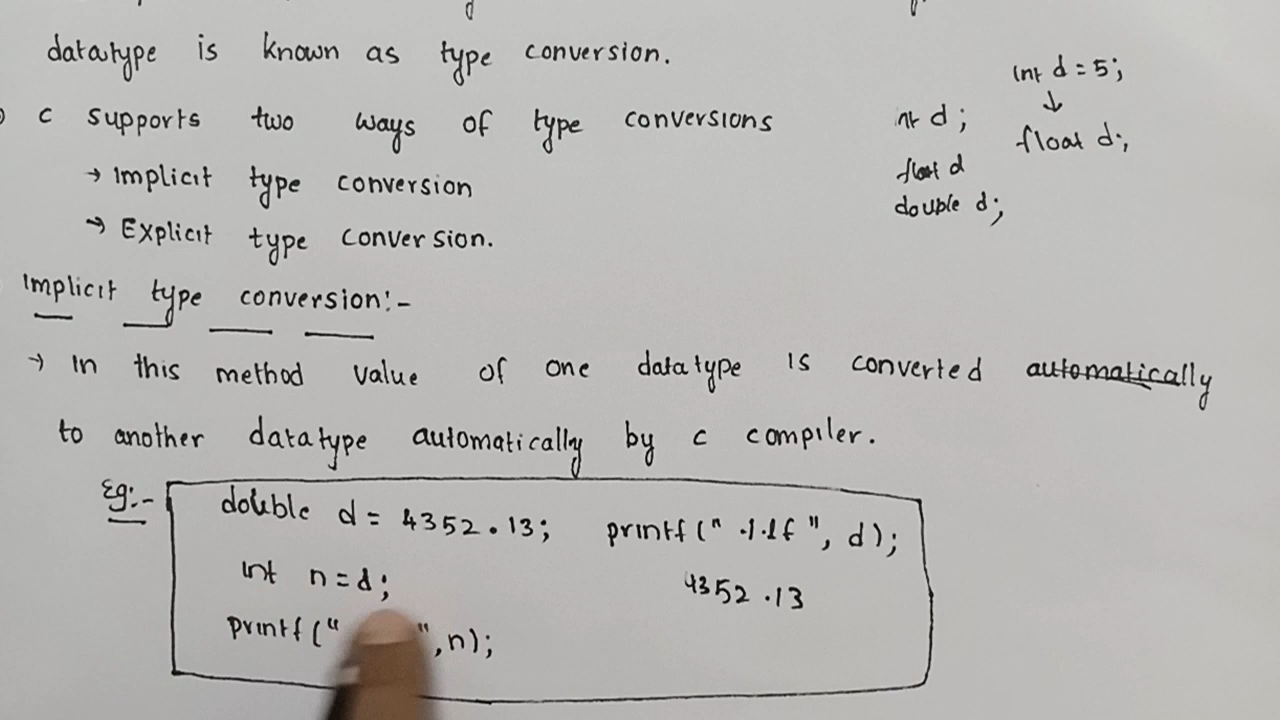 datatype is known as type conversion.
c supports two ways of type conversions
→ Implicit type conversion
→ Explicit type conversion.
int d = 5;
↓
float d;
int d;
float d
double d;
Implicit type conversion:-
→ In this method value of one datatype is converted automatically
to another datatype automatically by c compiler.
Eg:- double d = 4352.13; printf(" %lf ", d);
int n = d; 4352.13
printf(" ", n);